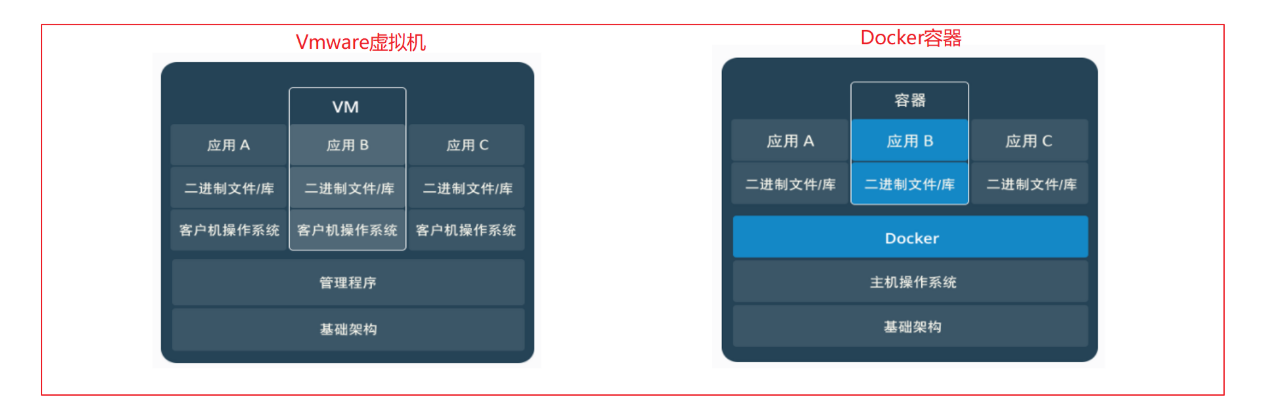 Vmware虚拟机
VM
应用 A 应用 B 应用 C
二进制文件/库 二进制文件/库 二进制文件/库
客户机操作系统 客户机操作系统 客户机操作系统
管理程序
基础架构
Docker容器
容器
应用 A 应用 B 应用 C
二进制文件/库 二进制文件/库 二进制文件/库
Docker
主机操作系统
基础架构